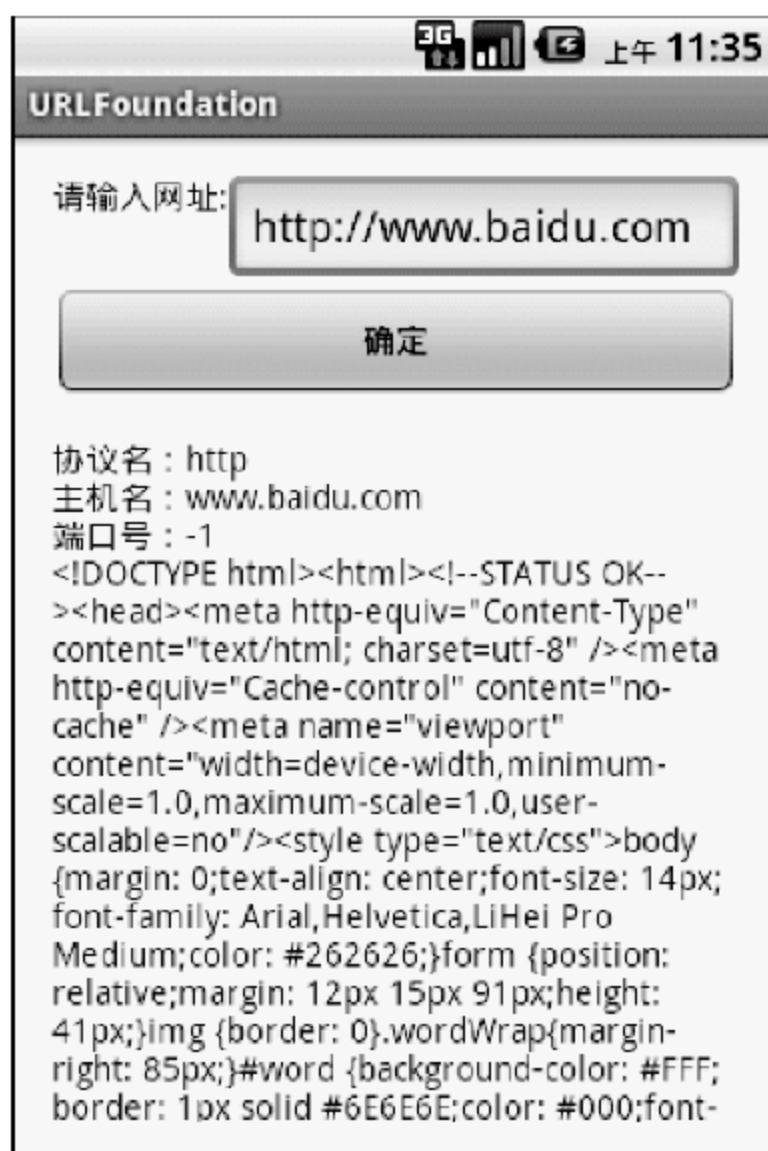 3G 上午 11:35
URLFoundation
请输入网址: http://www.baidu.com
确定
协议名：http
主机名：www.baidu.com
端口号：-1
<!DOCTYPE html><html><!--STATUS OK--
><head><meta http-equiv="Content-Type"
content="text/html; charset=utf-8" /><meta
http-equiv="Cache-control" content="no-
cache" /><meta name="viewport"
content="width=device-width,minimum-
scale=1.0,maximum-scale=1.0,user-
scalable=no"/><style type="text/css">body
{margin: 0;text-align: center;font-size: 14px;
font-family: Arial,Helvetica,LiHei Pro
Medium;color: #262626;}form {position:
relative;margin: 12px 15px 91px;height:
41px;}img {border: 0}.wordWrap{margin-
right: 85px;}#word {background-color: #FFF;
border: 1px solid #6E6E6E;color: #000;font-